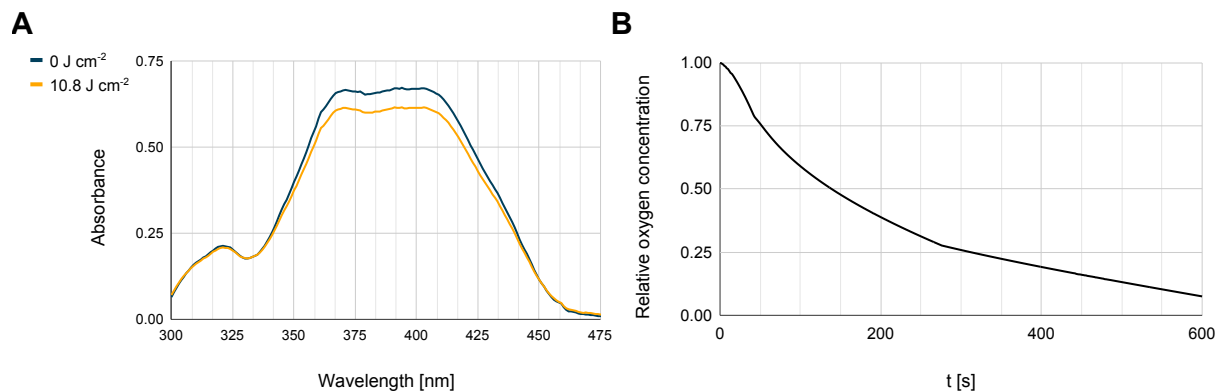 A
0 J cm⁻²
10.8 J cm⁻²
Absorbance
0.75
0.50
0.25
0.00
300 325 350 375 400 425 450 475
Wavelength [nm]
B
Relative oxygen concentration
1.00
0.75
0.50
0.25
0.00
0 200 400 600
t [s]